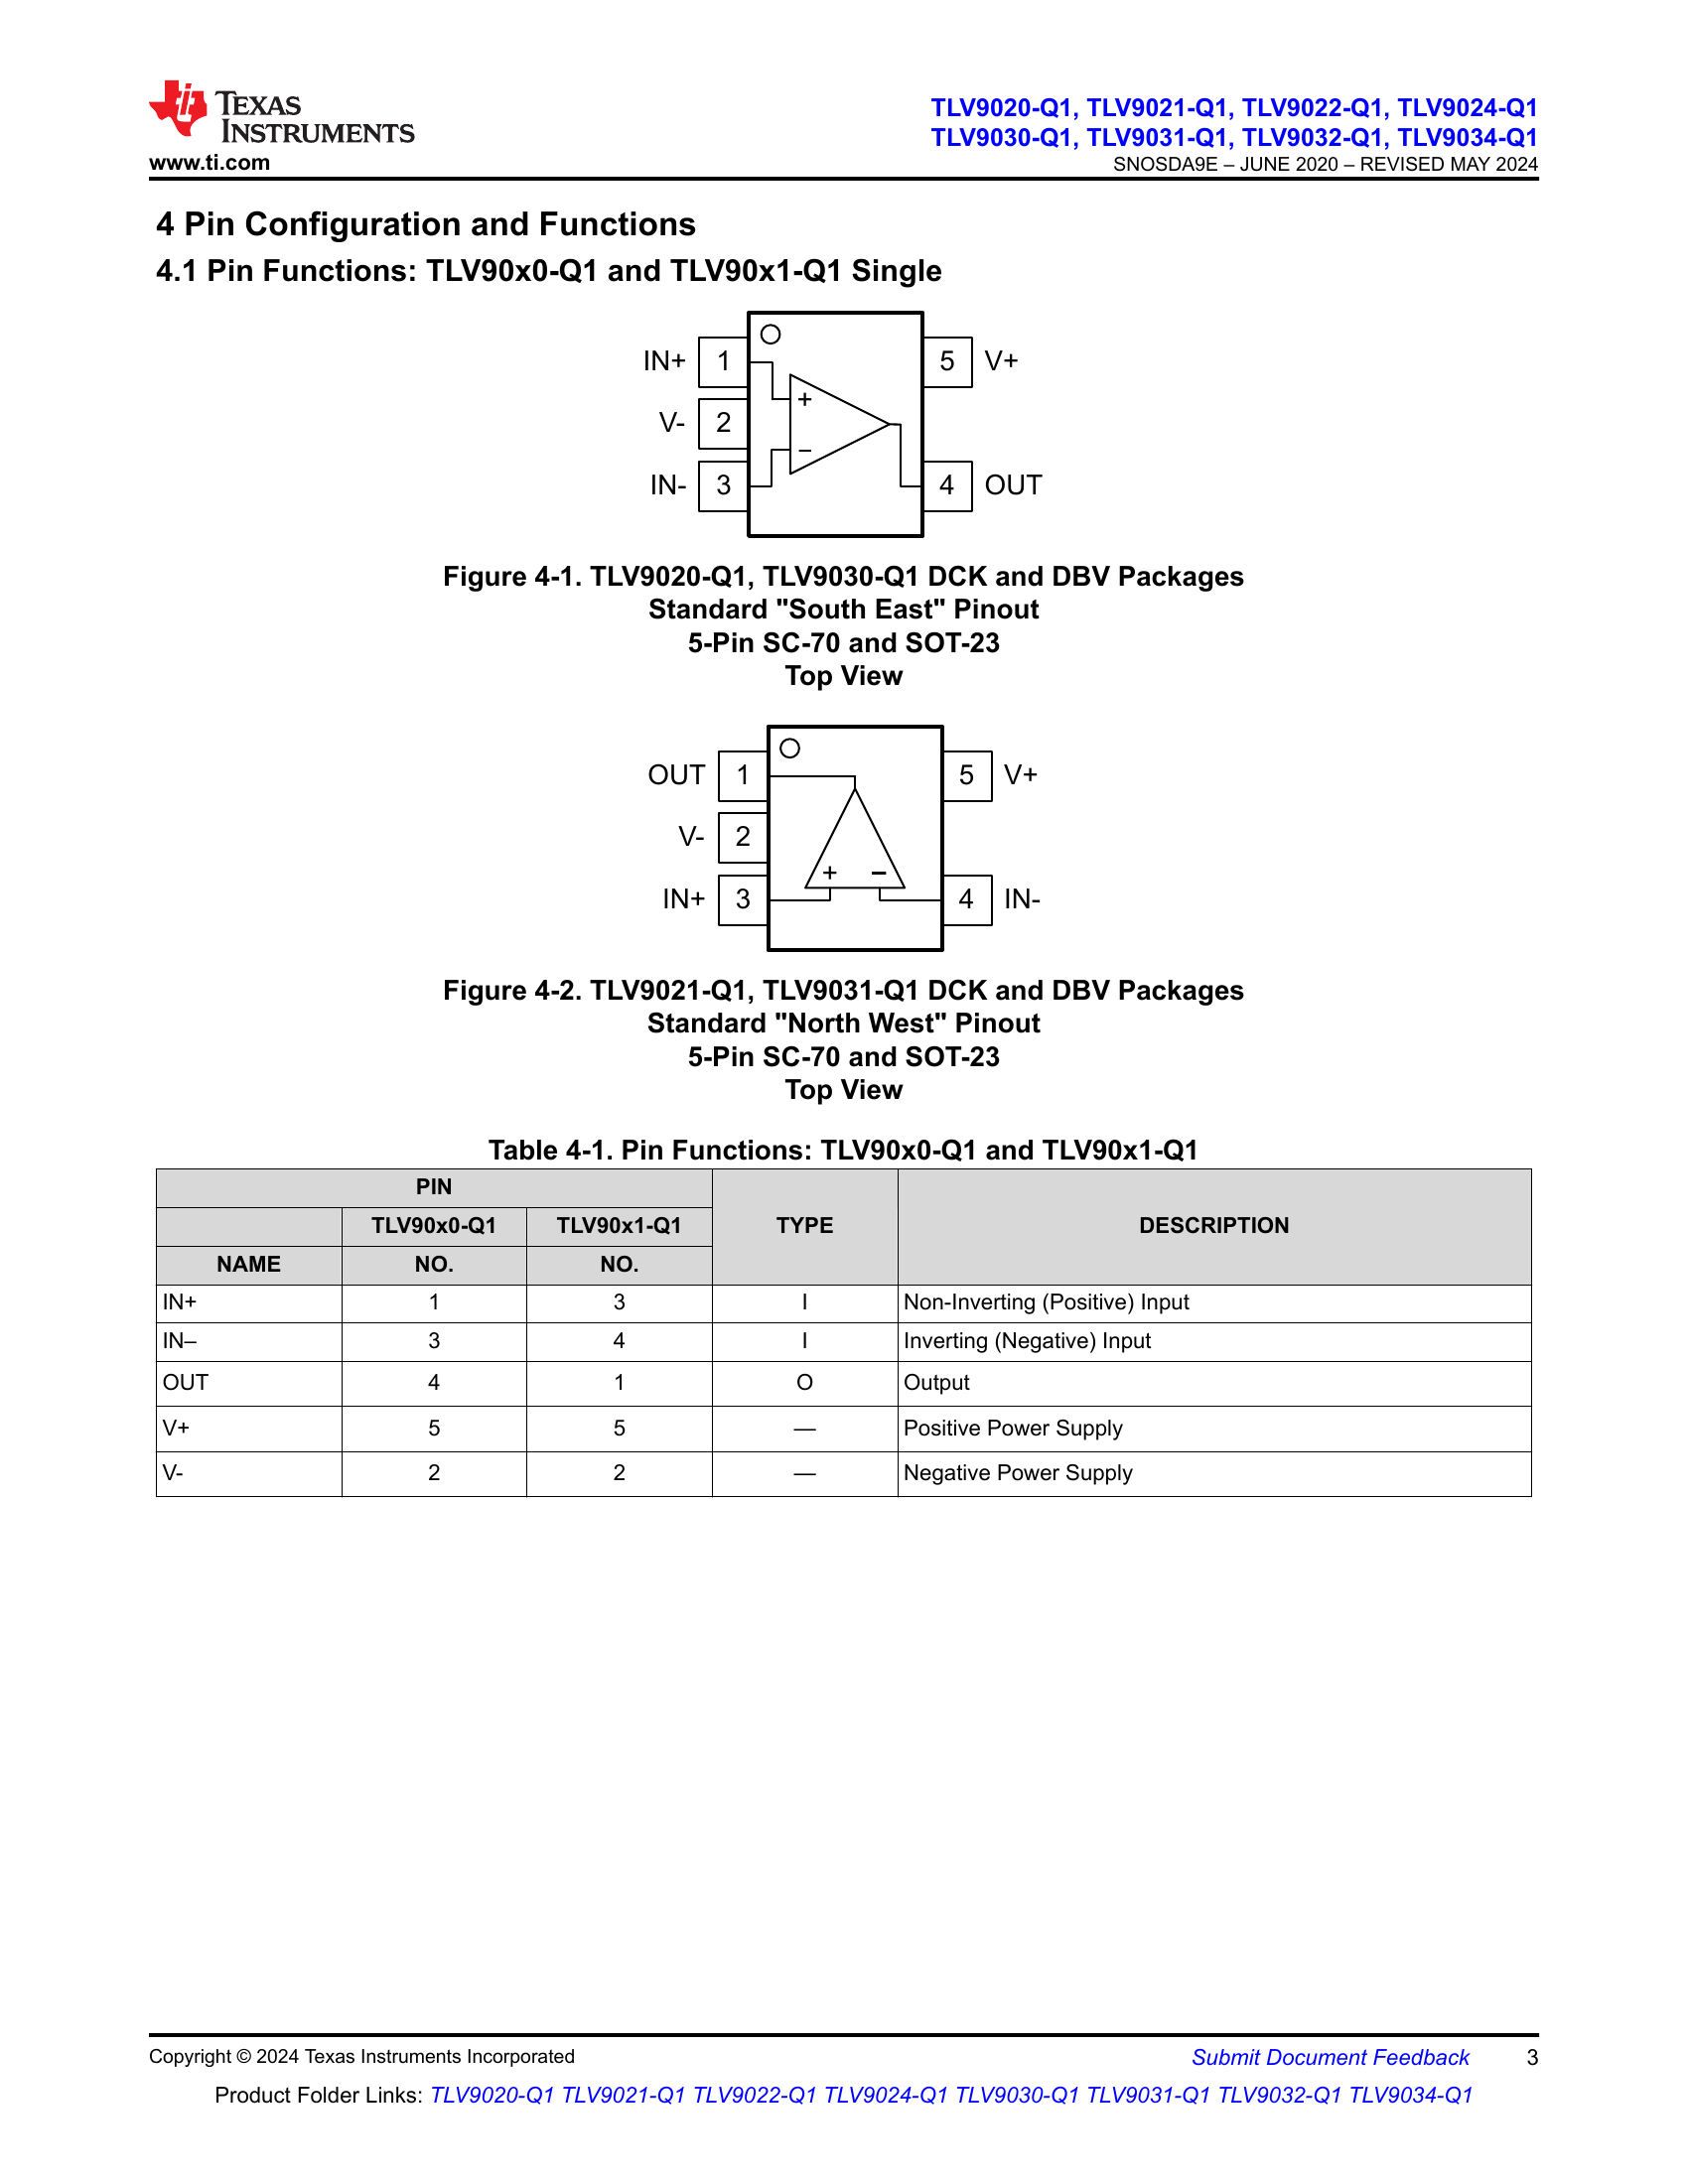 TEXAS
INSTRUMENTS
www.ti.com
TLV9020-Q1, TLV9021-Q1, TLV9022-Q1, TLV9024-Q1
TLV9030-Q1, TLV9031-Q1, TLV9032-Q1, TLV9034-Q1
SNOSDA9E – JUNE 2020 – REVISED MAY 2024
4 Pin Configuration and Functions
4.1 Pin Functions: TLV90x0-Q1 and TLV90x1-Q1 Single
IN+ 1 5 V+
+
V- 2
–
IN- 3 4 OUT
Figure 4-1. TLV9020-Q1, TLV9030-Q1 DCK and DBV Packages
Standard "South East" Pinout
5-Pin SC-70 and SOT-23
Top View
OUT 1 5 V+
V- 2
+ –
IN+ 3 4 IN-
Figure 4-2. TLV9021-Q1, TLV9031-Q1 DCK and DBV Packages
Standard "North West" Pinout
5-Pin SC-70 and SOT-23
Top View
Table 4-1. Pin Functions: TLV90x0-Q1 and TLV90x1-Q1
PIN
TLV90x0-Q1 TLV90x1-Q1 TYPE DESCRIPTION
NAME NO. NO.
IN+ 1 3 I Non-Inverting (Positive) Input
IN– 3 4 I Inverting (Negative) Input
OUT 4 1 O Output
V+ 5 5 — Positive Power Supply
V- 2 2 — Negative Power Supply
Copyright © 2024 Texas Instruments Incorporated Submit Document Feedback 3
Product Folder Links: TLV9020-Q1 TLV9021-Q1 TLV9022-Q1 TLV9024-Q1 TLV9030-Q1 TLV9031-Q1 TLV9032-Q1 TLV9034-Q1